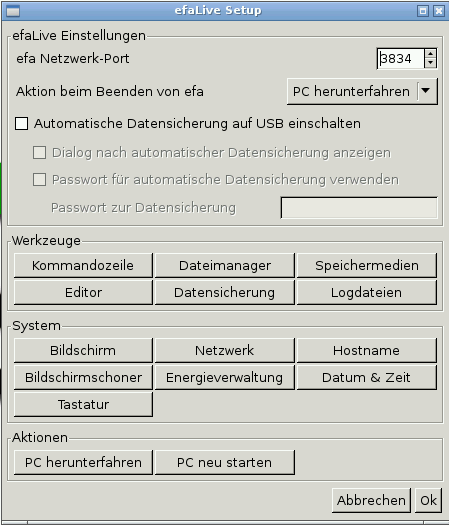 efaLive Setup
efaLive Einstellungen
efa Netzwerk-Port 3834
Aktion beim Beenden von efa PC herunterfahren
Automatische Datensicherung auf USB einschalten
Dialog nach automatischer Datensicherung anzeigen
Passwort für automatische Datensicherung verwenden
Passwort zur Datensicherung
Werkzeuge
Kommandozeile Dateimanager Speichermedien
Editor Datensicherung Logdateien
System
Bildschirm Netzwerk Hostname
Bildschirmschoner Energieverwaltung Datum & Zeit
Tastatur
Aktionen
PC herunterfahren PC neu starten
Abbrechen Ok